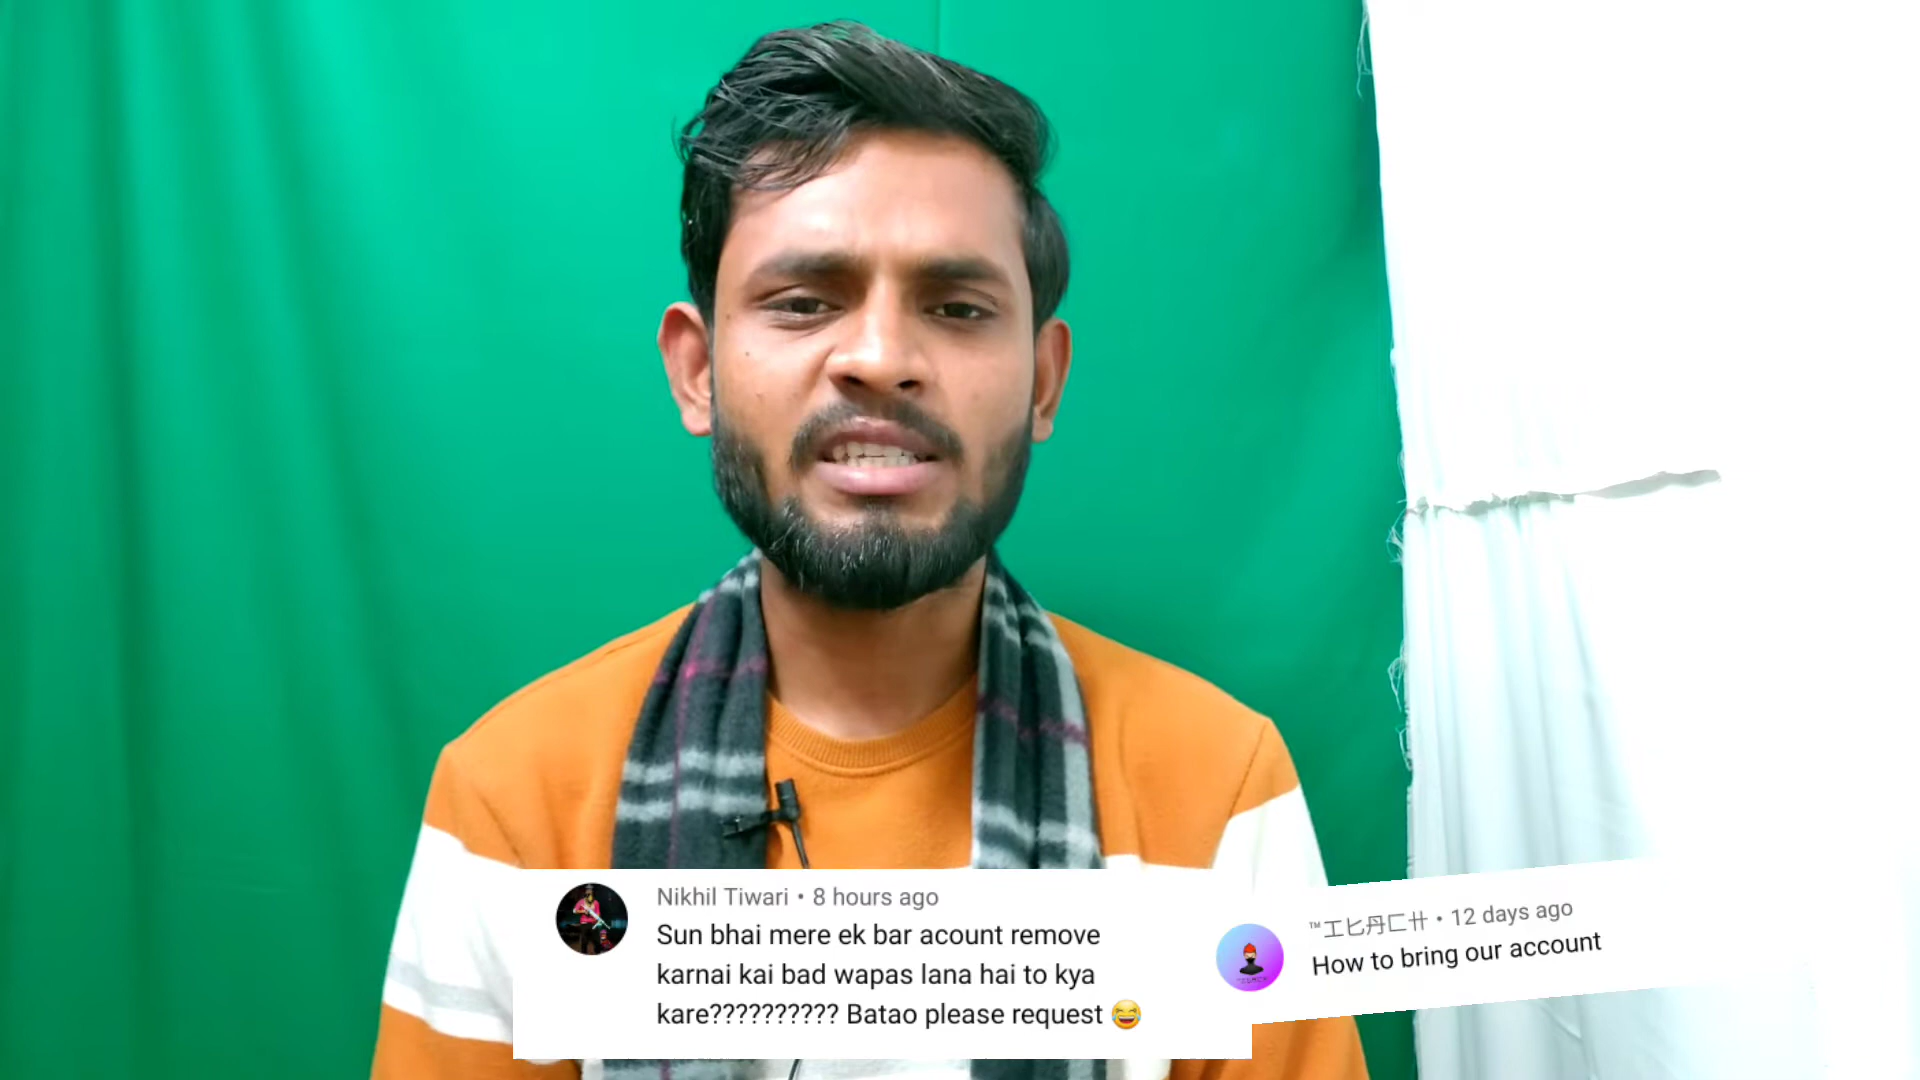 Nikhil Tiwari • 8 hours ago
Sun bhai mere ek bar acount remove
karnai kai bad wapas lana hai to kya
kare?????????? Batao please request 😂
™工匕丹匚卄 • 12 days ago
How to bring our account